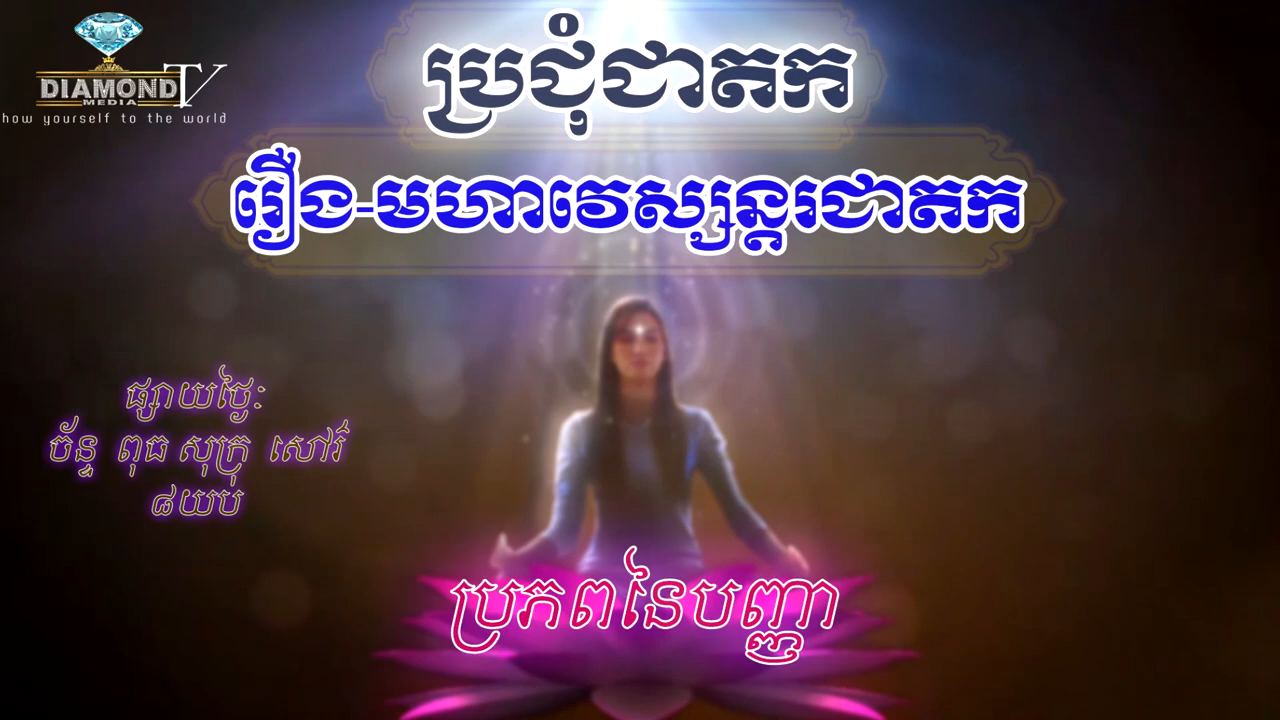 DIAMOND TV
MEDIA
how yourself to the world
ប្រជុំជាតក
រឿង-មហាវេស្សន្តរជាតក
ផ្សាយថ្ងៃៈ
ច័ន្ទ ពុធ សុក្រ សៅរ៍
៨យប់
ប្រភពនៃបញ្ញា